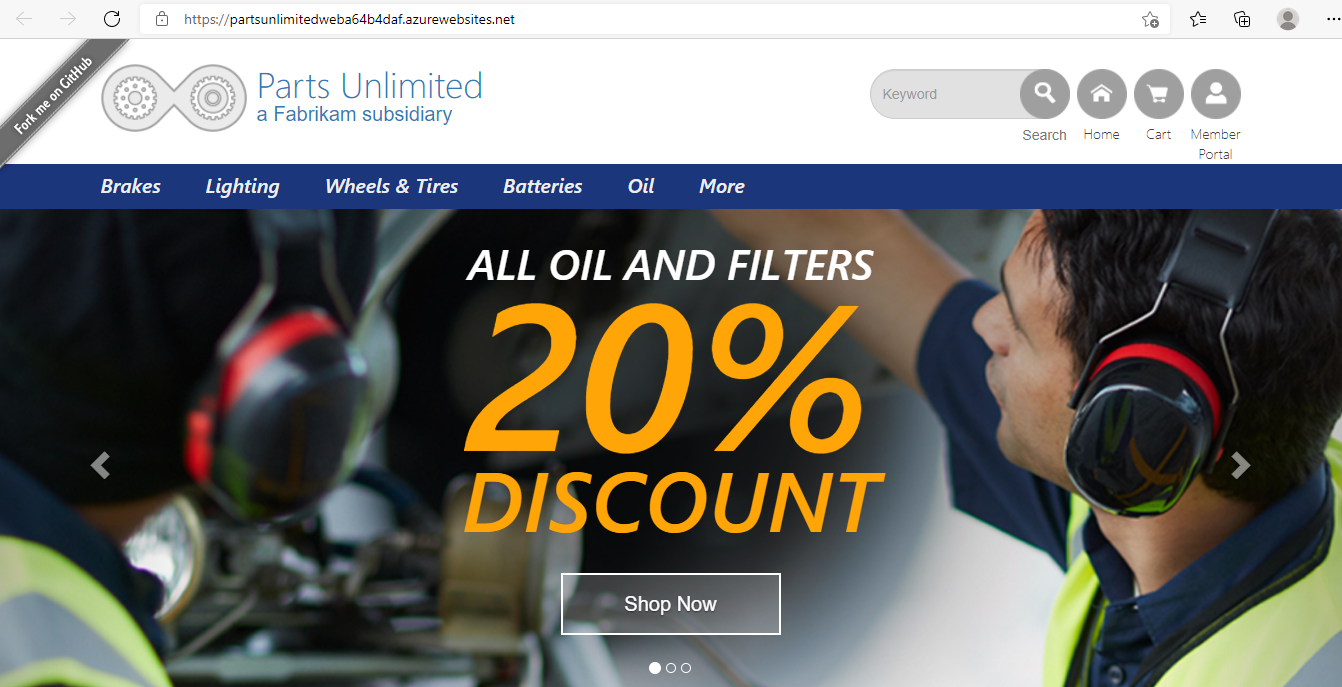 https://partsunlimitedweba64b4daf.azurewebsites.net
Fork me on GitHub
Parts Unlimited
a Fabrikam subsidiary
Keyword
Search
Home
Cart
Member
Portal
Brakes Lighting Wheels & Tires Batteries Oil More
ALL OIL AND FILTERS
20%
DISCOUNT
Shop Now